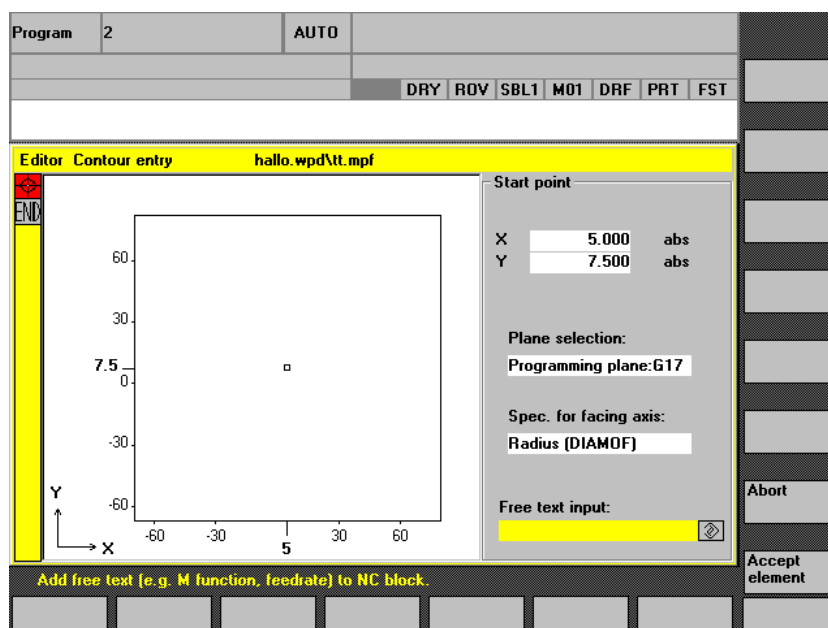 Program 2 AUTO
DRY ROV SBL1 M01 DRF PRT FST
Editor Contour entry hallo.wpd\tt.mpf
END
Start point
X 5.000 abs
Y 7.500 abs
Plane selection:
Programming plane:G17
Spec. for facing axis:
Radius (DIAMOF)
Free text input:
60
30
7.5
0
-30
-60
Y
X
-60 -30 5 30 60
Abort
Accept
element
Add free text (e.g. M function, feedrate) to NC block.